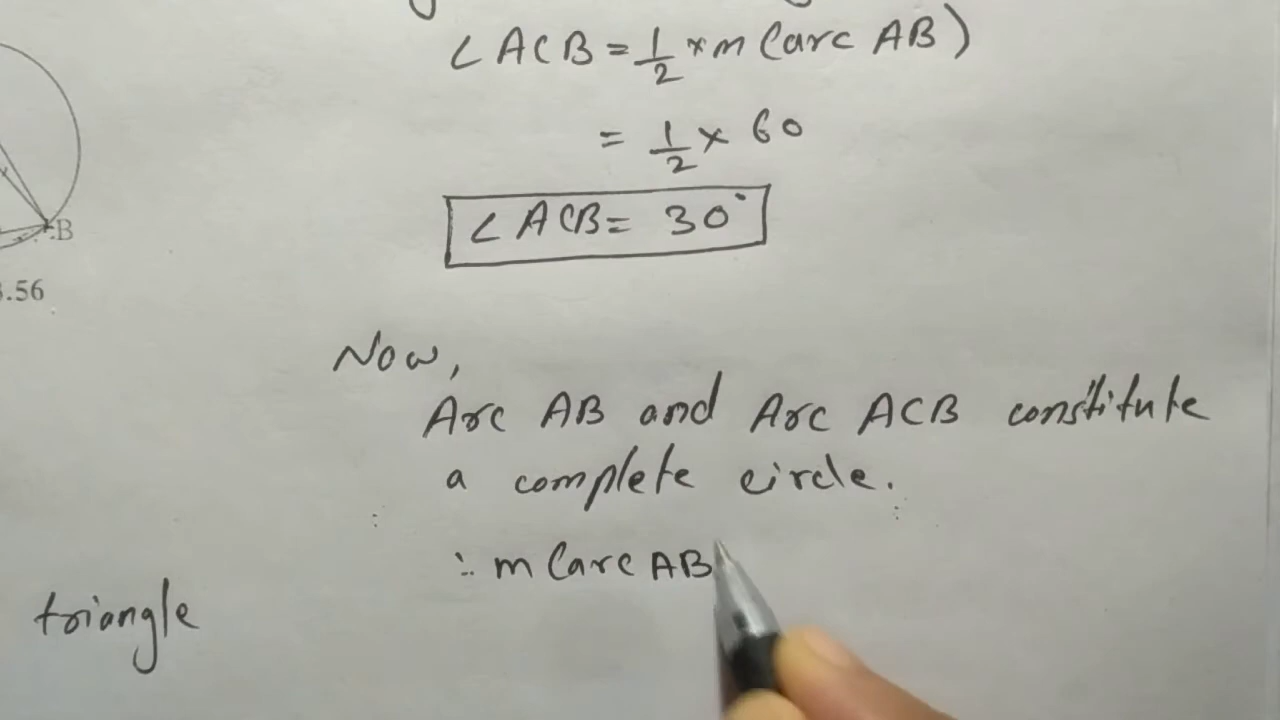 ∠ACB = 1/2 × m (arc AB)
= 1/2 × 60
∠ACB = 30°
B
.56
Now,
Arc AB and Arc ACB constitute
a complete circle.
∴ m (arc AB
triangle